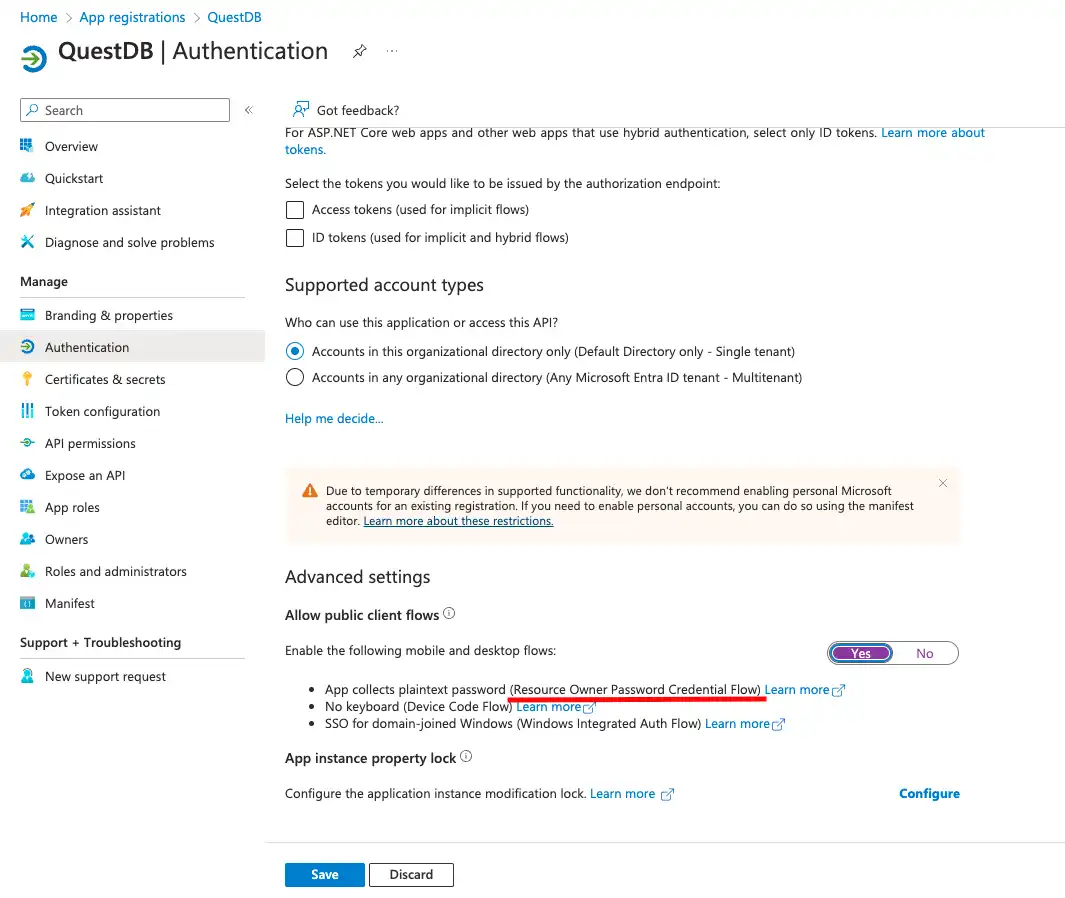 Home > App registrations > QuestDB
QuestDB | Authentication
Search
Got feedback?
Overview
Quickstart
Integration assistant
Diagnose and solve problems
Manage
Branding & properties
Authentication
Certificates & secrets
Token configuration
API permissions
Expose an API
App roles
Owners
Roles and administrators
Manifest
Support + Troubleshooting
New support request
For ASP.NET Core web apps and other web apps that use hybrid authentication, select only ID tokens. Learn more about
tokens.
Select the tokens you would like to be issued by the authorization endpoint:
Access tokens (used for implicit flows)
ID tokens (used for implicit and hybrid flows)
Supported account types
Who can use this application or access this API?
Accounts in this organizational directory only (Default Directory only - Single tenant)
Accounts in any organizational directory (Any Microsoft Entra ID tenant - Multitenant)
Help me decide...
Due to temporary differences in supported functionality, we don't recommend enabling personal Microsoft
accounts for an existing registration. If you need to enable personal accounts, you can do so using the manifest
editor. Learn more about these restrictions.
Advanced settings
Allow public client flows
Enable the following mobile and desktop flows:
Yes No
• App collects plaintext password (Resource Owner Password Credential Flow) Learn more
• No keyboard (Device Code Flow) Learn more
• SSO for domain-joined Windows (Windows Integrated Auth Flow) Learn more
App instance property lock
Configure the application instance modification lock. Learn more
Configure
Save Discard